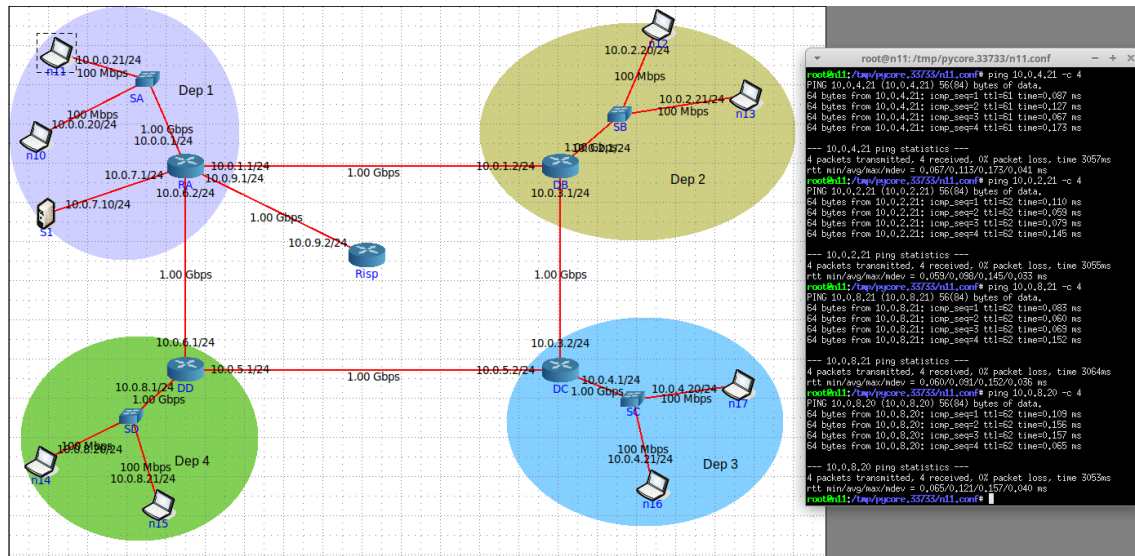 n12
10.0.2.20/24
100 Mbps
10.0.2.21/24
n13
SB
Dep 2
10.0.0.21/24
n11
100 Mbps
SA
Dep 1
100 Mbps
10.0.0.20/24
n10
1.00 Gbps
10.0.0.1/24
RA
10.0.1.1/24
10.0.9.1/24
10.0.6.2/24
10.0.7.1/24
10.0.7.10/24
S1
1.00 Gbps
10.0.1.2/24
DB
10.0.3.1/24
1.00 Gbps
10.0.9.2/24
Risp
1.00 Gbps
1.00 Gbps
10.0.6.1/24
DD
10.0.5.1/24
1.00 Gbps
10.0.3.2/24
10.0.5.2/24
DC
10.0.8.1/24
1.00 Gbps
SD
100 Mbps
10.0.8.20/24
n14
100 Mbps
10.0.8.21/24
n15
Dep 4
10.0.4.1/24
1.00 Gbps
SC
10.0.4.20/24
100 Mbps
n17
100 Mbps
10.0.4.21/24
n16
Dep 3
root@n11: /tmp/pycore.33733/n11.conf
root@n11:/tmp/pycore.33733/n11.conf# ping 10.0.4.21 -c 4
PING 10.0.4.21 (10.0.4.21) 56(84) bytes of data.
64 bytes from 10.0.4.21: icmp_seq=1 ttl=61 time=0.087 ms
64 bytes from 10.0.4.21: icmp_seq=2 ttl=61 time=0.127 ms
64 bytes from 10.0.4.21: icmp_seq=3 ttl=61 time=0.067 ms
64 bytes from 10.0.4.21: icmp_seq=4 ttl=61 time=0.173 ms
--- 10.0.4.21 ping statistics ---
4 packets transmitted, 4 received, 0% packet loss, time 3057ms
rtt min/avg/max/mdev = 0.067/0.113/0.173/0.041 ms
root@n11:/tmp/pycore.33733/n11.conf# ping 10.0.2.21 -c 4
PING 10.0.2.21 (10.0.2.21) 56(84) bytes of data.
64 bytes from 10.0.2.21: icmp_seq=1 ttl=62 time=0.110 ms
64 bytes from 10.0.2.21: icmp_seq=2 ttl=62 time=0.059 ms
64 bytes from 10.0.2.21: icmp_seq=3 ttl=62 time=0.079 ms
64 bytes from 10.0.2.21: icmp_seq=4 ttl=62 time=0.145 ms
--- 10.0.2.21 ping statistics ---
4 packets transmitted, 4 received, 0% packet loss, time 3055ms
rtt min/avg/max/mdev = 0.059/0.098/0.145/0.033 ms
root@n11:/tmp/pycore.33733/n11.conf# ping 10.0.8.21 -c 4
PING 10.0.8.21 (10.0.8.21) 56(84) bytes of data.
64 bytes from 10.0.8.21: icmp_seq=1 ttl=62 time=0.083 ms
64 bytes from 10.0.8.21: icmp_seq=2 ttl=62 time=0.060 ms
64 bytes from 10.0.8.21: icmp_seq=3 ttl=62 time=0.069 ms
64 bytes from 10.0.8.21: icmp_seq=4 ttl=62 time=0.152 ms
--- 10.0.8.21 ping statistics ---
4 packets transmitted, 4 received, 0% packet loss, time 3064ms
rtt min/avg/max/mdev = 0.060/0.091/0.152/0.036 ms
root@n11:/tmp/pycore.33733/n11.conf# ping 10.0.8.20 -c 4
PING 10.0.8.20 (10.0.8.20) 56(84) bytes of data.
64 bytes from 10.0.8.20: icmp_seq=1 ttl=62 time=0.109 ms
64 bytes from 10.0.8.20: icmp_seq=2 ttl=62 time=0.156 ms
64 bytes from 10.0.8.20: icmp_seq=3 ttl=62 time=0.157 ms
64 bytes from 10.0.8.20: icmp_seq=4 ttl=62 time=0.065 ms
--- 10.0.8.20 ping statistics ---
4 packets transmitted, 4 received, 0% packet loss, time 3053ms
rtt min/avg/max/mdev = 0.065/0.121/0.157/0.040 ms
root@n11:/tmp/pycore.33733/n11.conf#